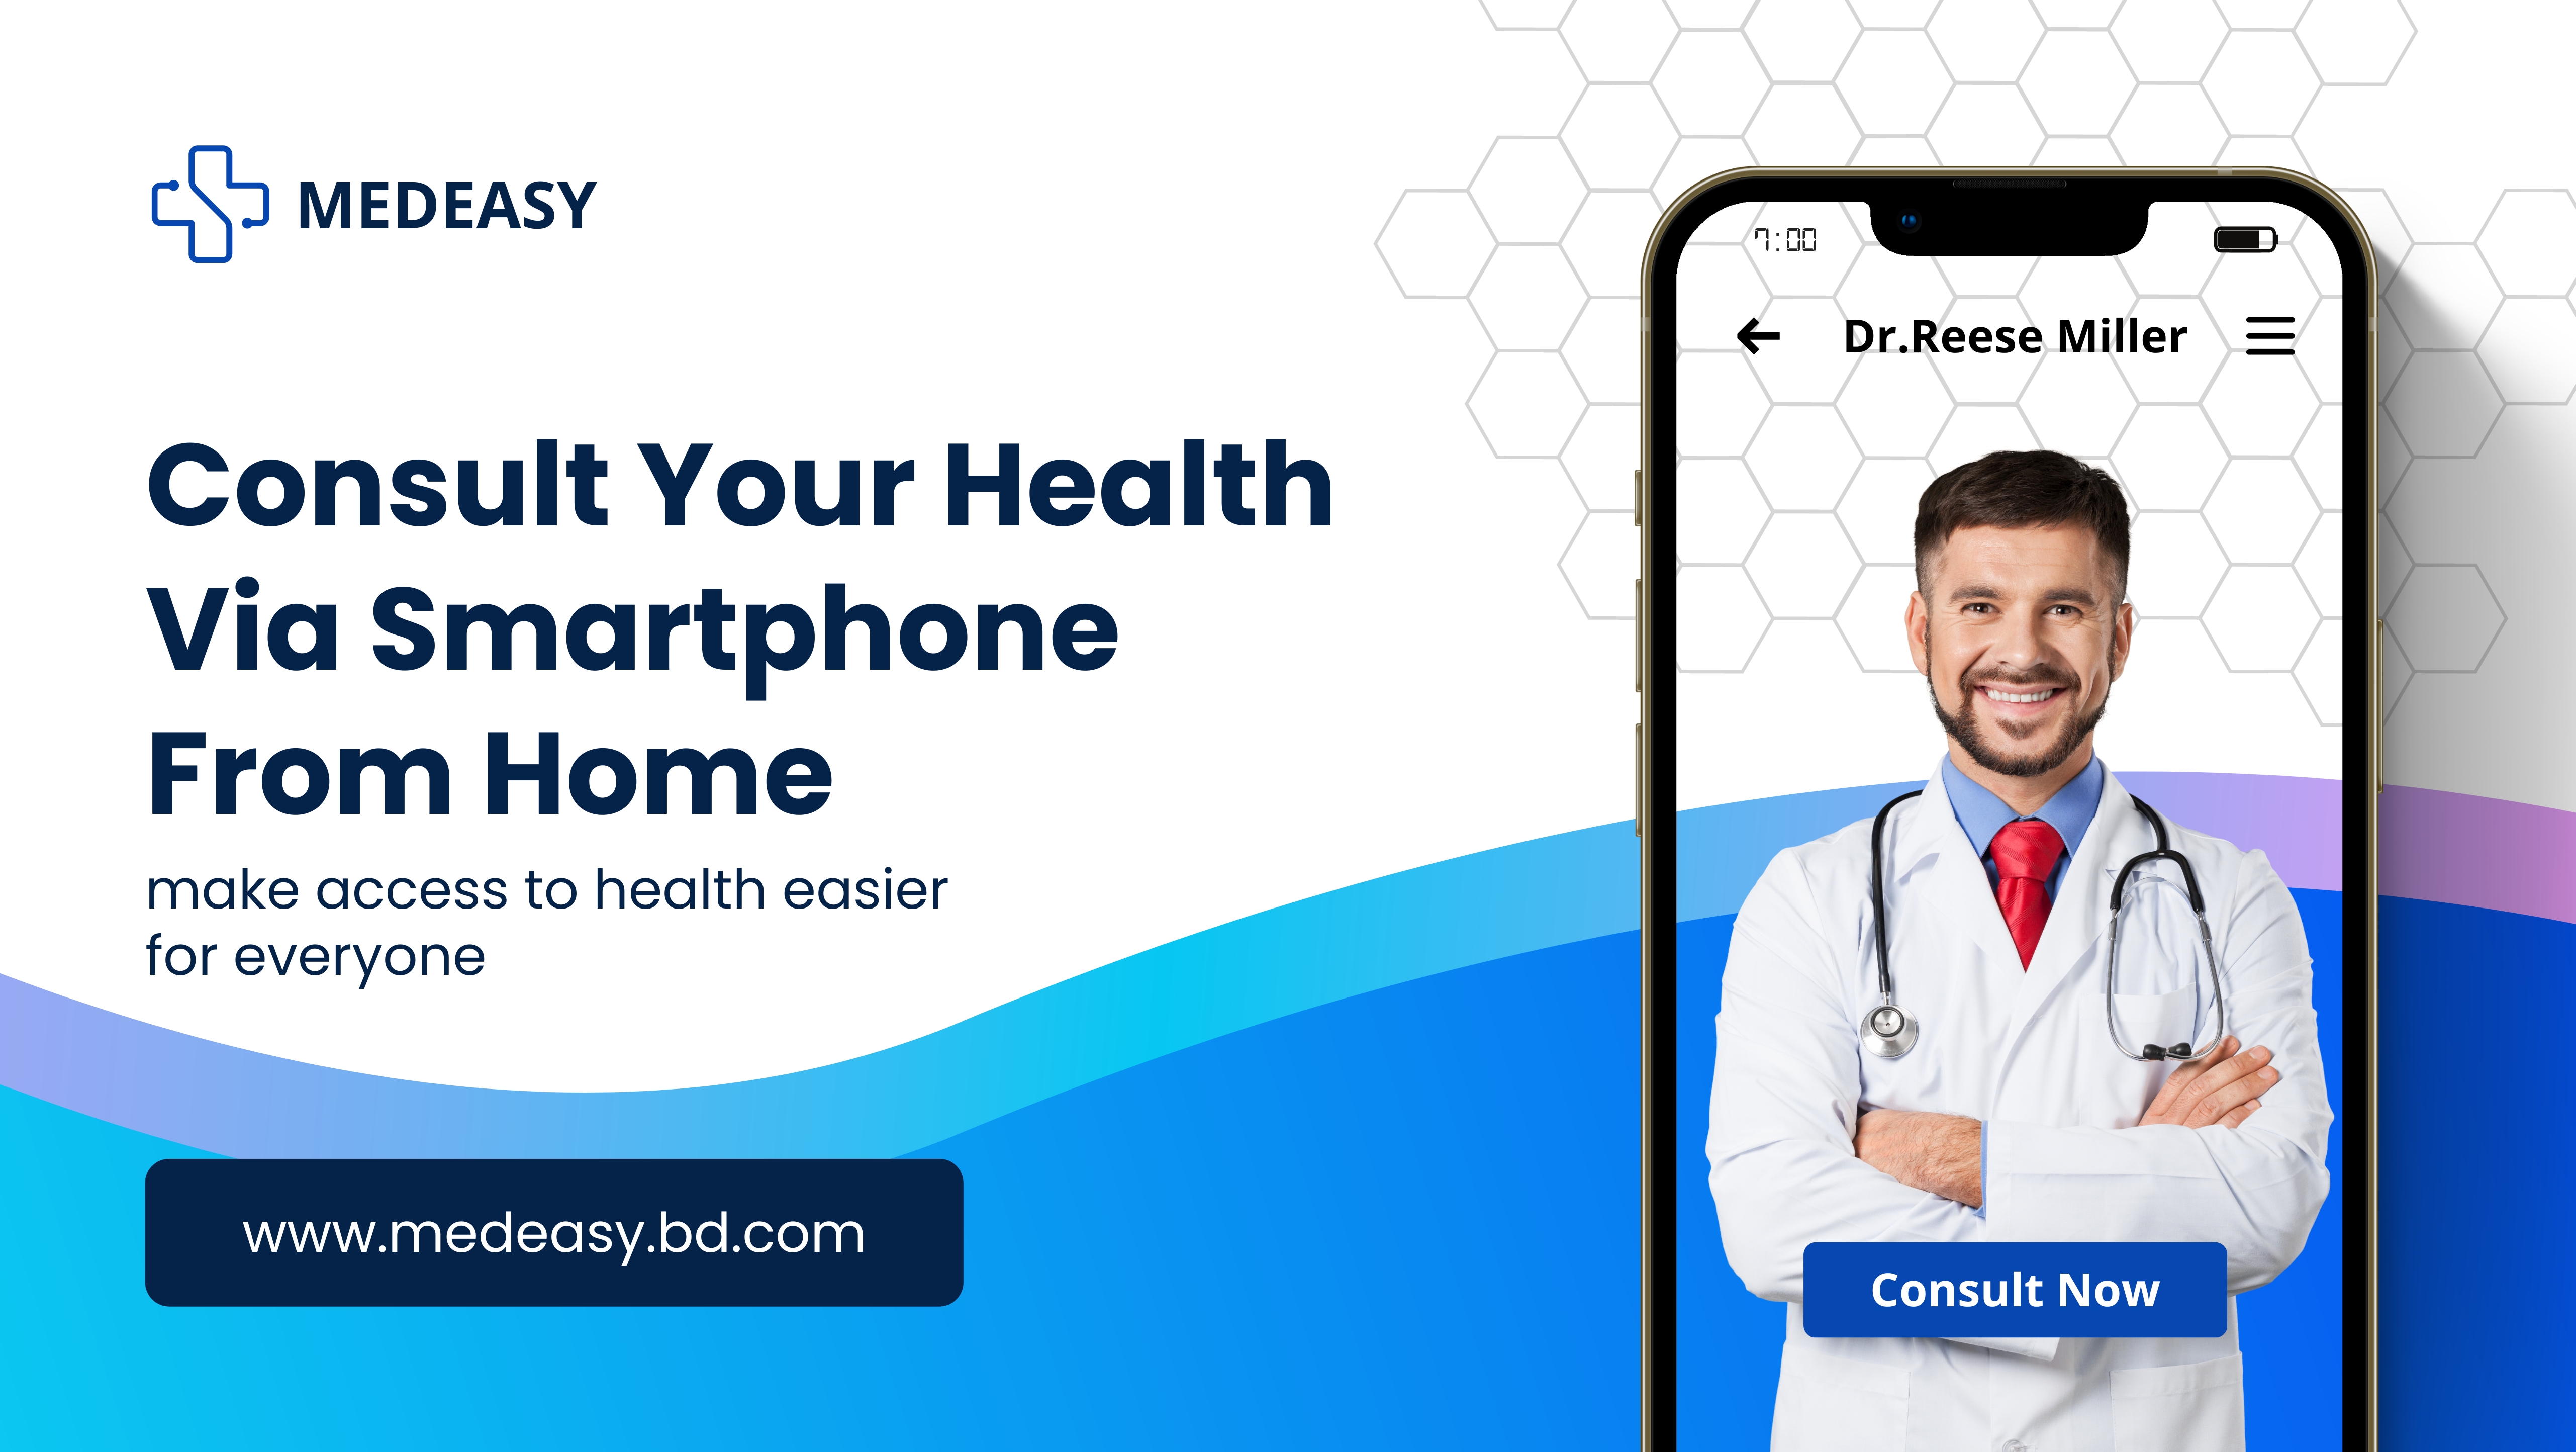 MEDEASY
Consult Your Health
Via Smartphone
From Home
make access to health easier
for everyone
www.medeasy.bd.com
7:00
Dr.Reese Miller
Consult Now